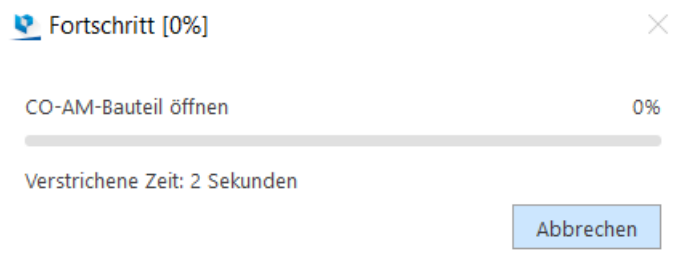 Fortschritt [0%]
CO-AM-Bauteil öffnen 0%
Verstrichene Zeit: 2 Sekunden
Abbrechen